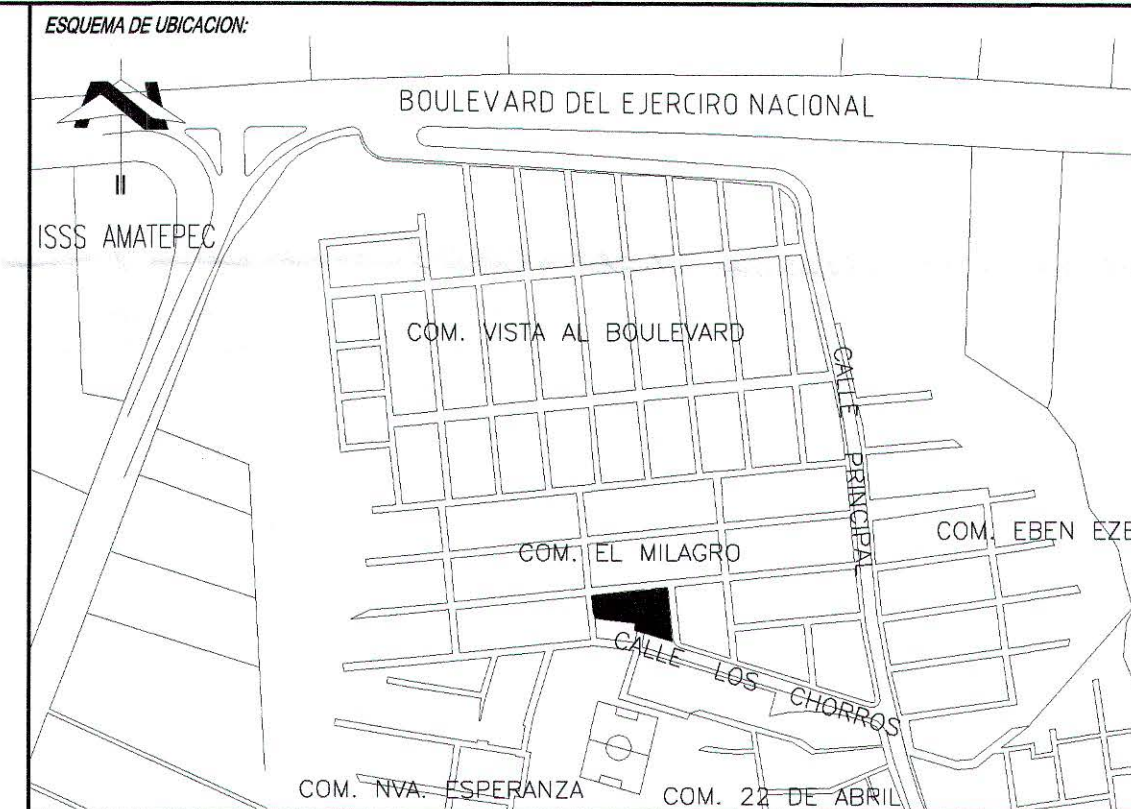 ESQUEMA DE UBICACION:
BOULEVARD DEL EJERCIRO NACIONAL
ISSS AMATEPEC
COM. VISTA AL BOULEVARD
CALLE PRINCIPAL
COM. EBEN EZE
COM. EL MILAGRO
CALLE LOS CHORROS
COM. NVA. ESPERANZA
COM. 22 DE ABRIL